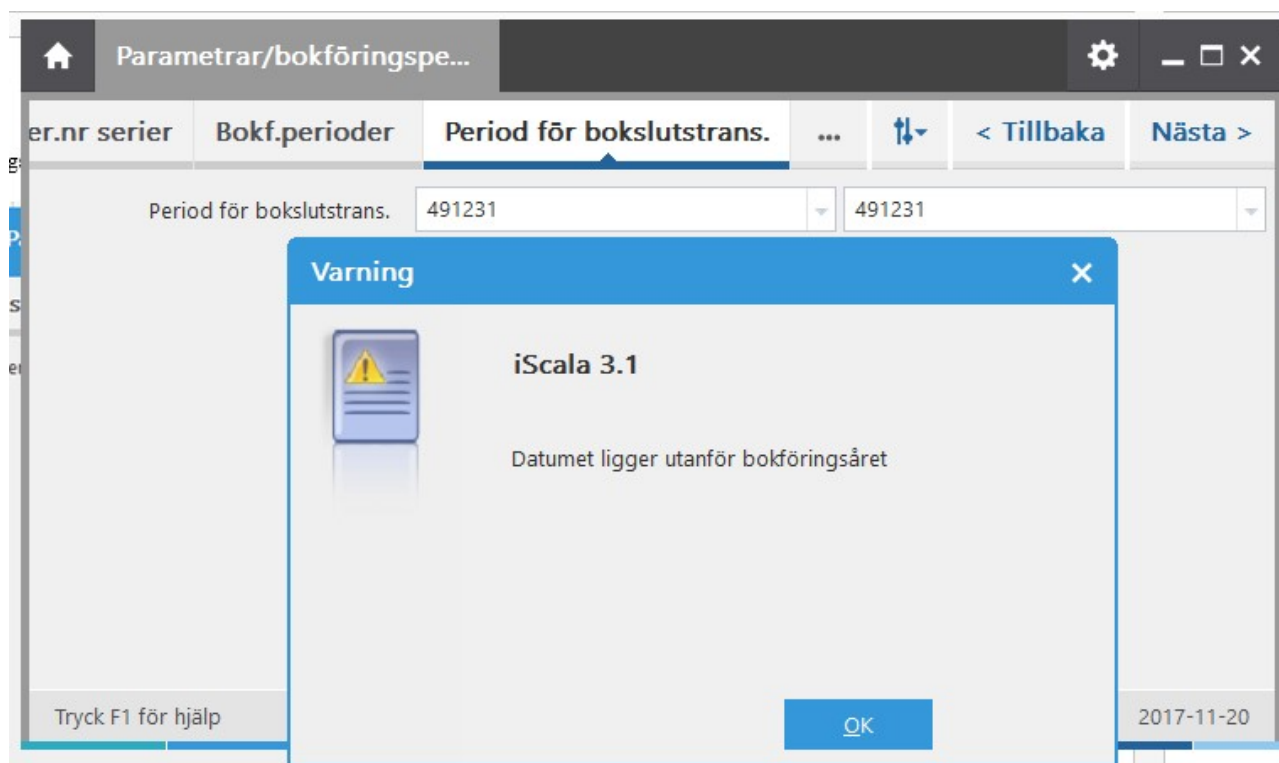 Parametrar/bokföringspe...
er.nr serier Bokf.perioder Period för bokslutstrans. ... < Tillbaka Nästa >
Period för bokslutstrans. 491231 491231
Varning
iScala 3.1
Datumet ligger utanför bokföringsåret
OK
Tryck F1 för hjälp 2017-11-20